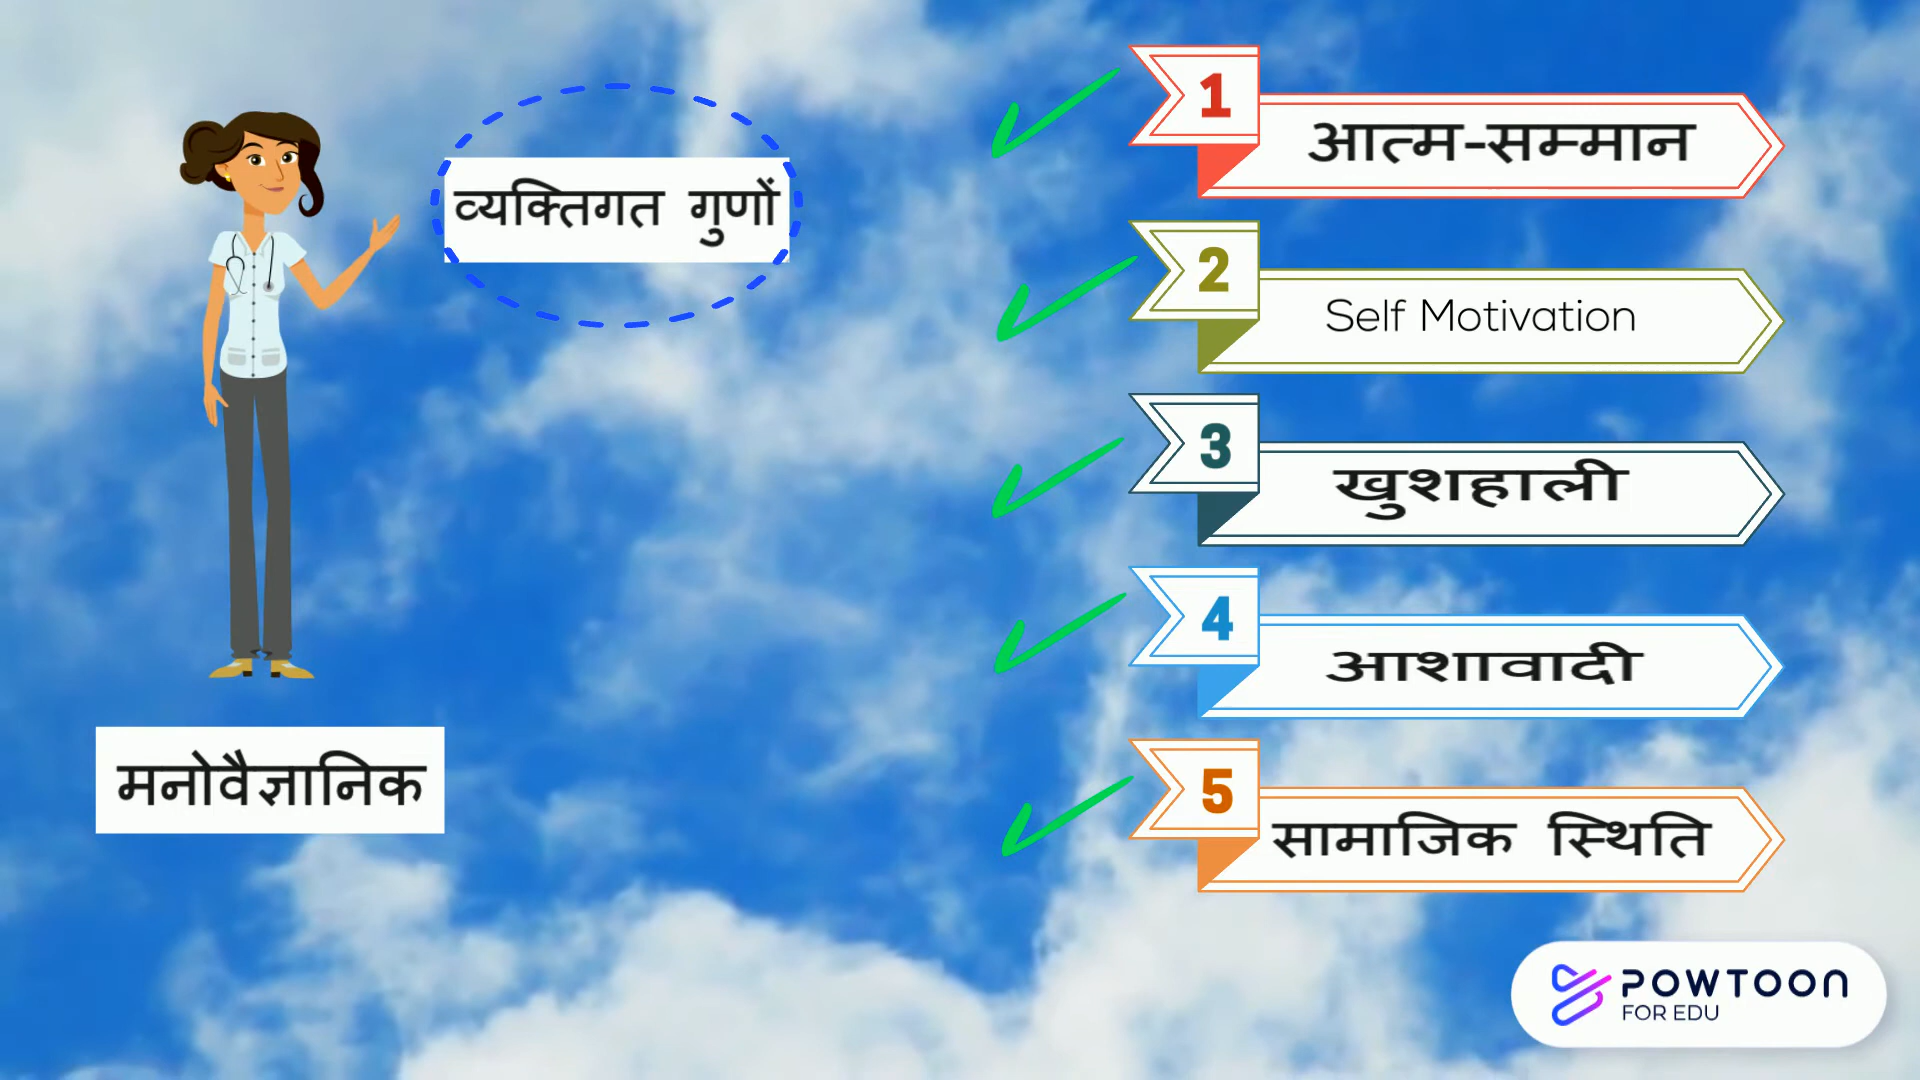 व्यक्तिगत गुणों
मनोवैज्ञानिक
1
आत्म-सम्मान
2
Self Motivation
3
खुशहाली
4
आशावादी
5
सामाजिक स्थिति
POWTOON
FOR EDU